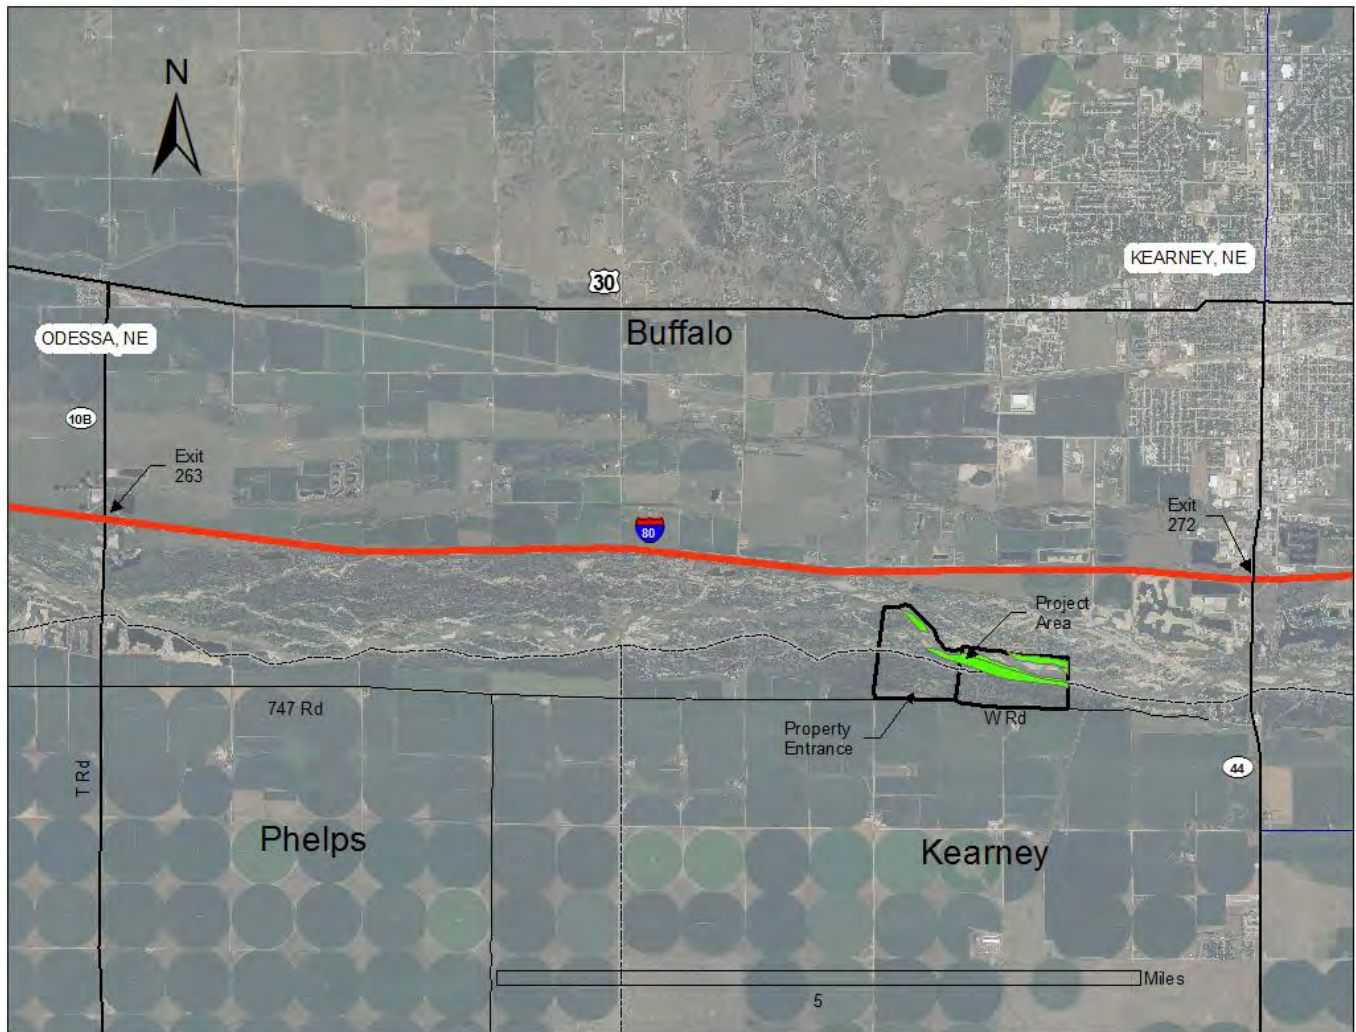 N
KEARNEY, NE
30
Buffalo
ODESSA, NE
10B
Exit
263
Exit
272
80
Project
Area
747 Rd
Property
Entrance
W Rd
T Rd
44
Phelps
Kearney
Miles
5